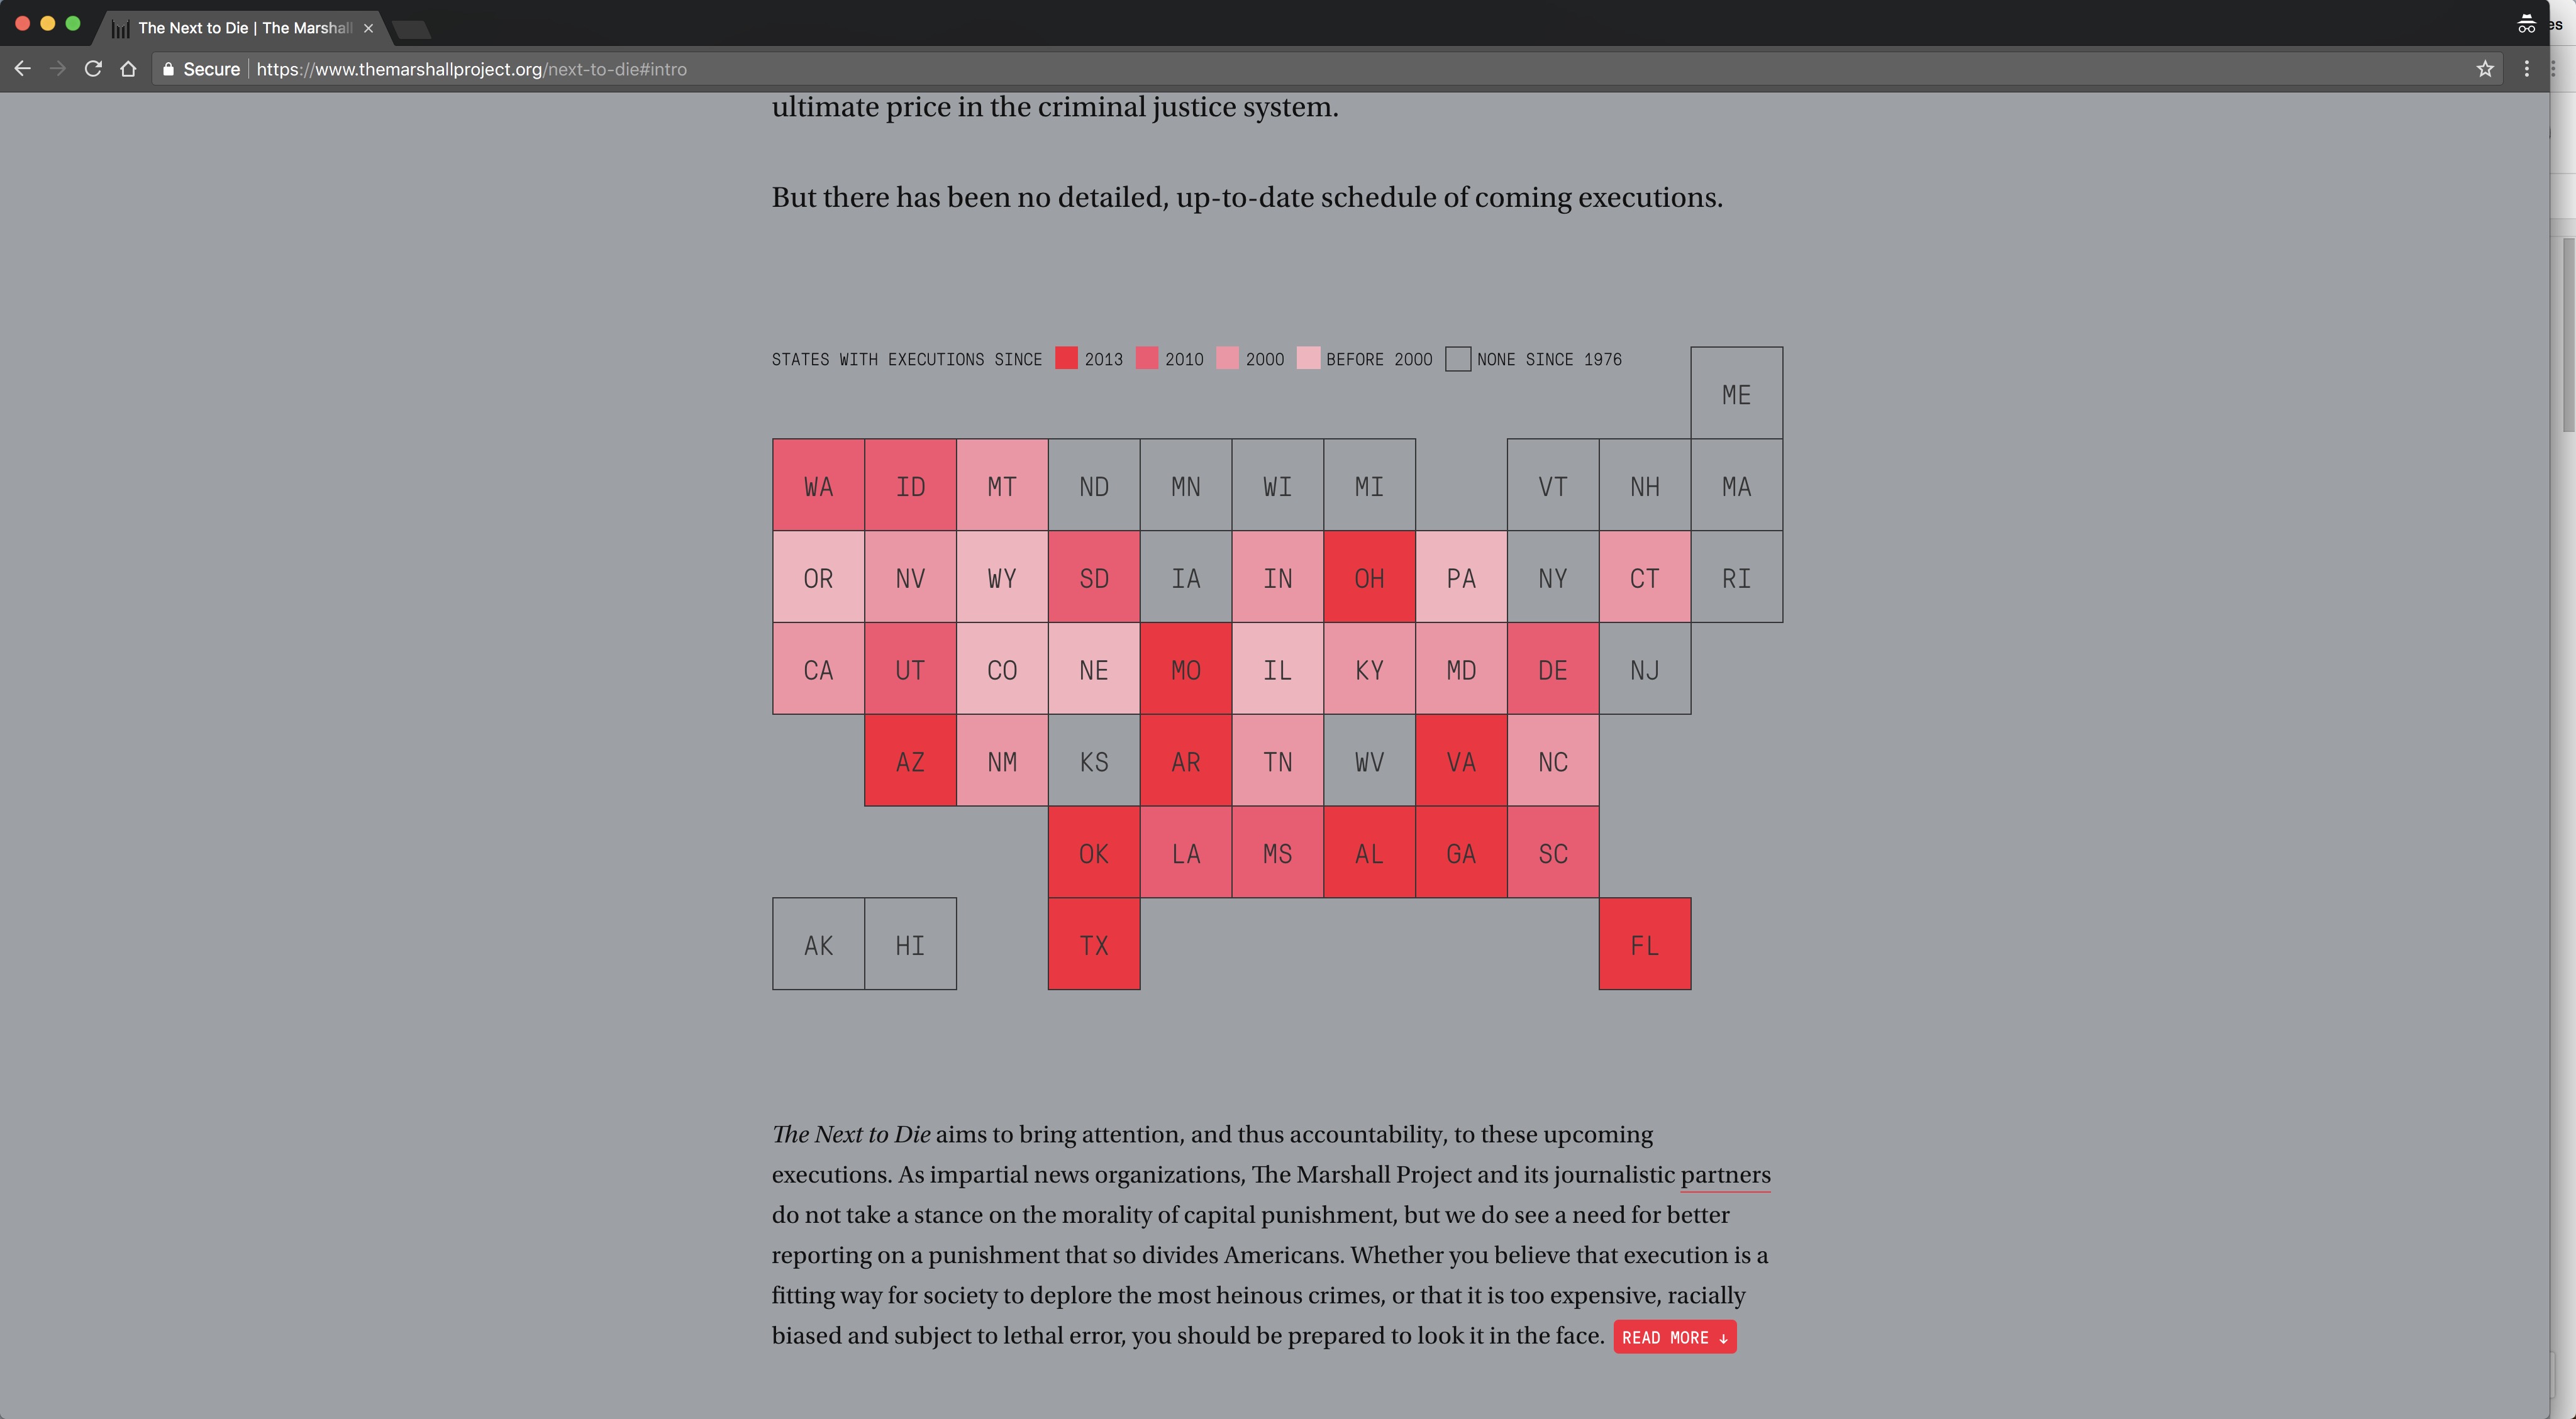 The Next to Die | The Marshall
es
Secure https://www.themarshallproject.org/next-to-die#intro
ultimate price in the criminal justice system.
But there has been no detailed, up-to-date schedule of coming executions.
STATES WITH EXECUTIONS SINCE 2013 2010 2000 BEFORE 2000 NONE SINCE 1976
ME
WA ID MT ND MN WI MI VT NH MA
OR NV WY SD IA IN OH PA NY CT RI
CA UT CO NE MO IL KY MD DE NJ
AZ NM KS AR TN WV VA NC
OK LA MS AL GA SC
AK HI TX FL
The Next to Die aims to bring attention, and thus accountability, to these upcoming
executions. As impartial news organizations, The Marshall Project and its journalistic partners
do not take a stance on the morality of capital punishment, but we do see a need for better
reporting on a punishment that so divides Americans. Whether you believe that execution is a
fitting way for society to deplore the most heinous crimes, or that it is too expensive, racially
biased and subject to lethal error, you should be prepared to look it in the face. READ MORE ↓